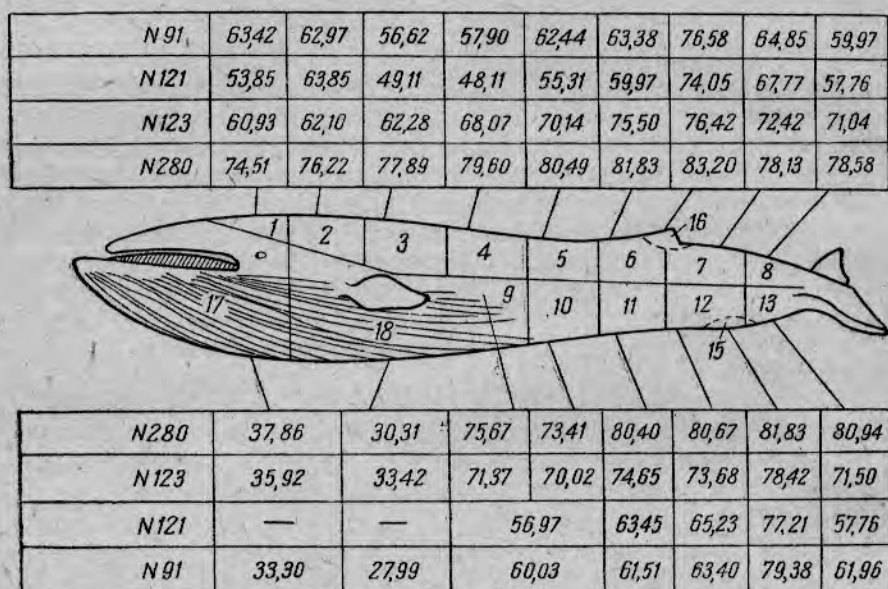 N 91 63,42 62,97 56,62 57,90 62,44 63,38 76,58 64,85 59,97
N121 53,85 63,85 49,11 48,11 55,31 59,97 74,05 67,77 57,76
N123 60,93 62,10 62,28 68,07 70,14 75,50 76,42 72,42 71,04
N280 74,51 76,22 77,89 79,60 80,49 81,83 83,20 78,13 78,58
1 2 3 4 5 6 16 7 8
17 18 9 10 11 12 13
15
N280 37,86 30,31 75,67 73,41 80,40 80,67 81,83 80,94
N123 35,92 33,42 71,37 70,02 74,65 73,68 78,42 71,50
N121 — — 56,97 63,45 65,23 77,21 57,76
N 91 33,30 27,99 60,03 61,51 63,40 79,38 61,96